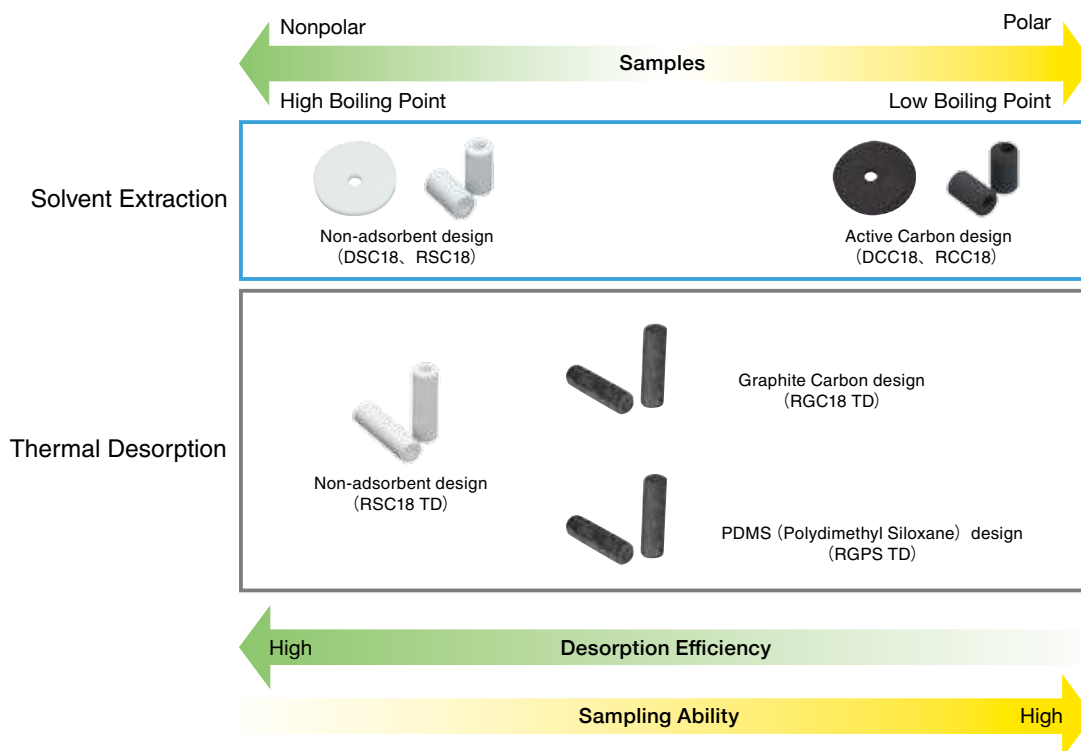 Nonpolar
Polar
Samples
High Boiling Point
Low Boiling Point
Solvent Extraction
Non-adsorbent design
（DSC18、RSC18）
Active Carbon design
（DCC18、RCC18）
Thermal Desorption
Non-adsorbent design
（RSC18 TD）
Graphite Carbon design
（RGC18 TD）
PDMS（Polydimethyl Siloxane）design
（RGPS TD）
High
Desorption Efficiency
Sampling Ability
High